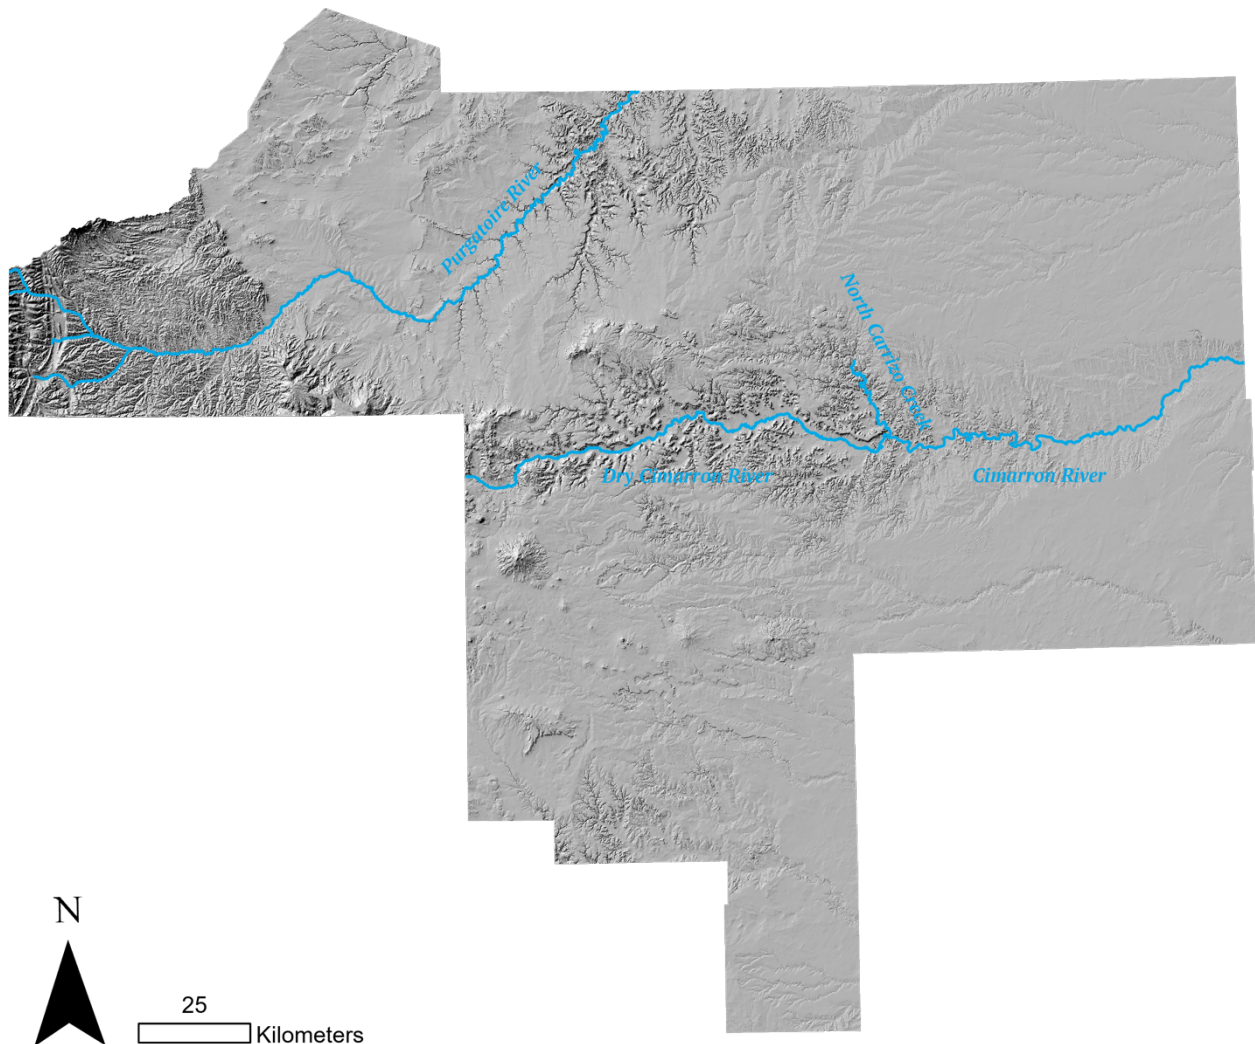 Purgatoire River
North Carrizo Creek
Dry Cimarron River
Cimarron River
N
25
Kilometers